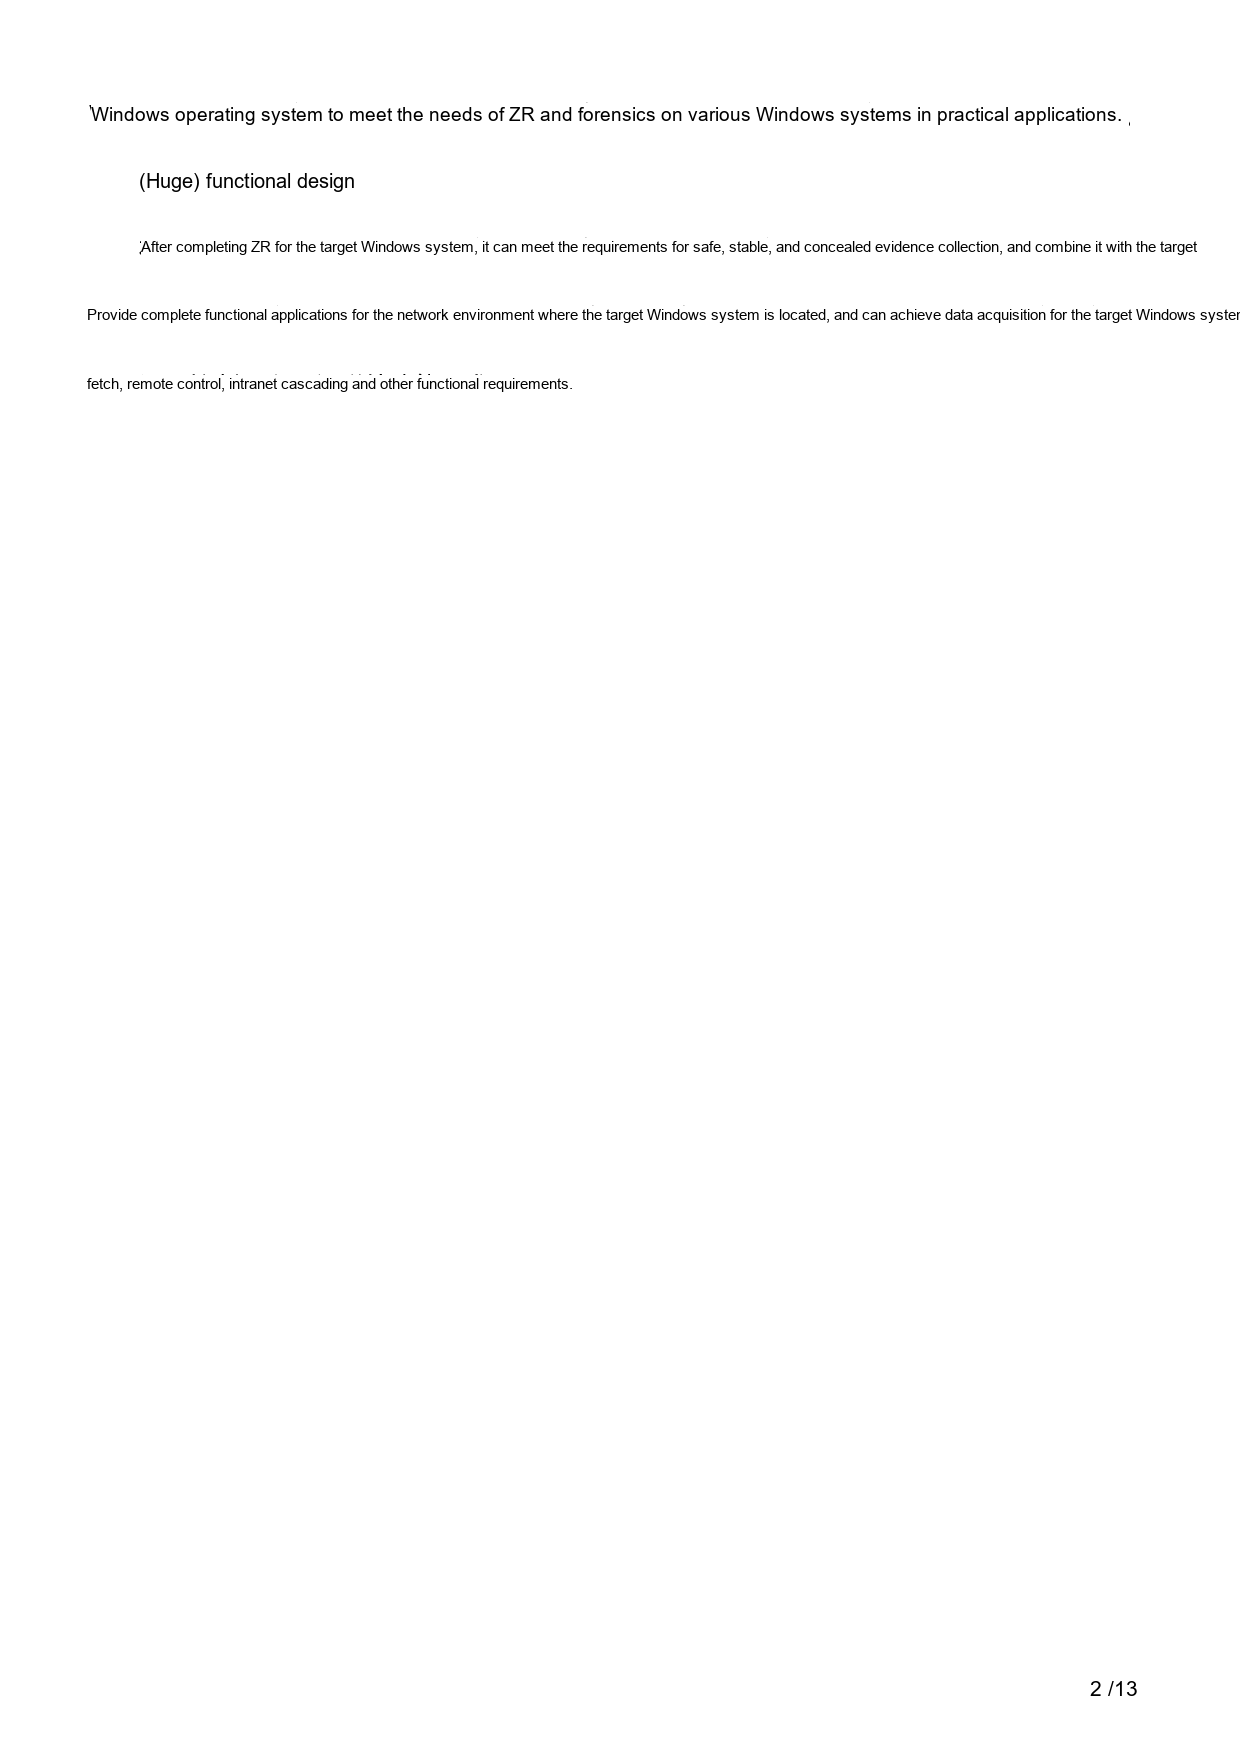 Windows operating system to meet the needs of ZR and forensics on various Windows systems in practical applications.
(Huge) functional design
After completing ZR for the target Windows system, it can meet the requirements for safe, stable, and concealed evidence collection, and combine it with the target
Provide complete functional applications for the network environment where the target Windows system is located, and can achieve data acquisition for the target Windows
fetch, remote control, intranet cascading and other functional requirements.
2 /13